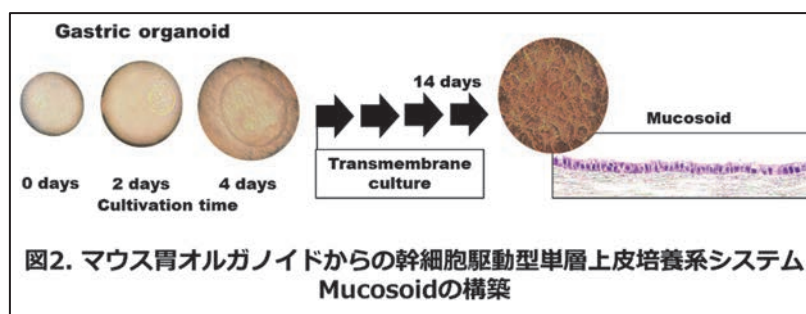 Gastric organoid
14 days
Mucosoid
Transmembrane
culture
0 days 2 days 4 days
Cultivation time
図2. マウス胃オルガノイドからの幹細胞駆動型単層上皮培養系システム
Mucosoidの構築